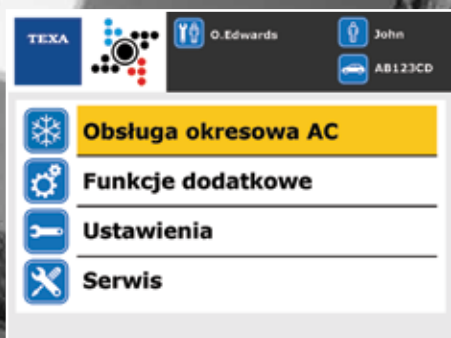 TEXA
O.Edwards
John
AB123CD
Obsługa okresowa AC
Funkcje dodatkowe
Ustawienia
Serwis